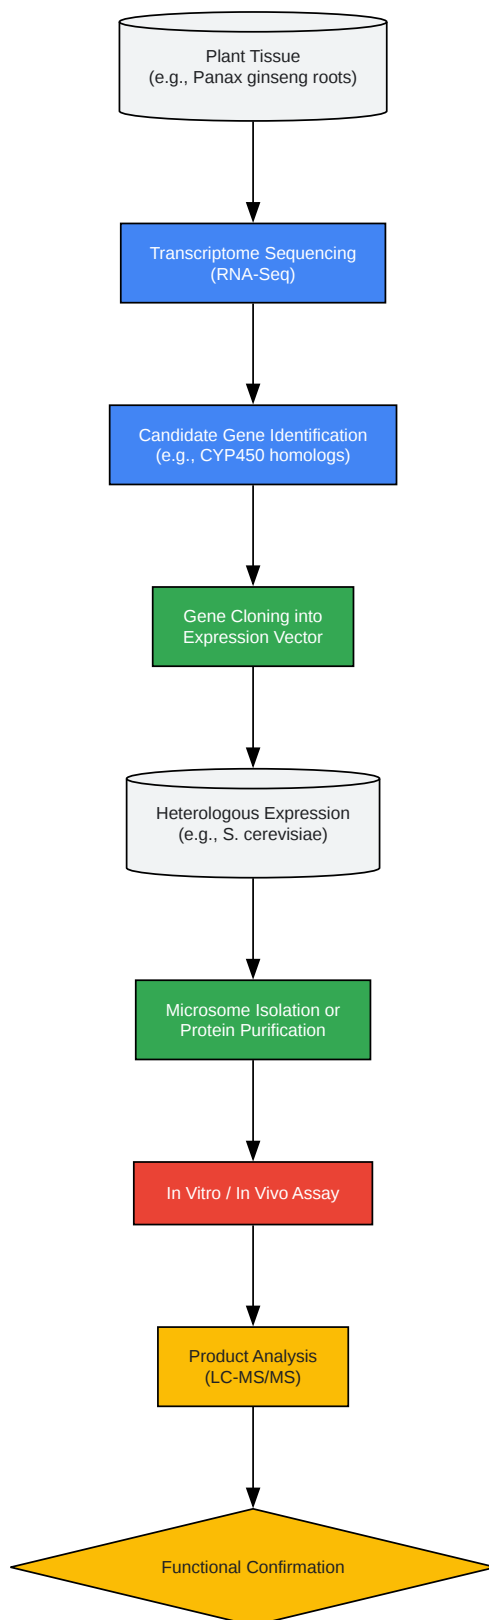 Plant Tissue
(e.g., Panax ginseng roots)
Transcriptome Sequencing
(RNA-Seq)
Candidate Gene Identification
(e.g., CYP450 homologs)
Gene Cloning into
Expression Vector
Heterologous Expression
(e.g., S. cerevisiae)
Microsome Isolation or
Protein Purification
In Vitro / In Vivo Assay
Product Analysis
(LC-MS/MS)
Functional Confirmation